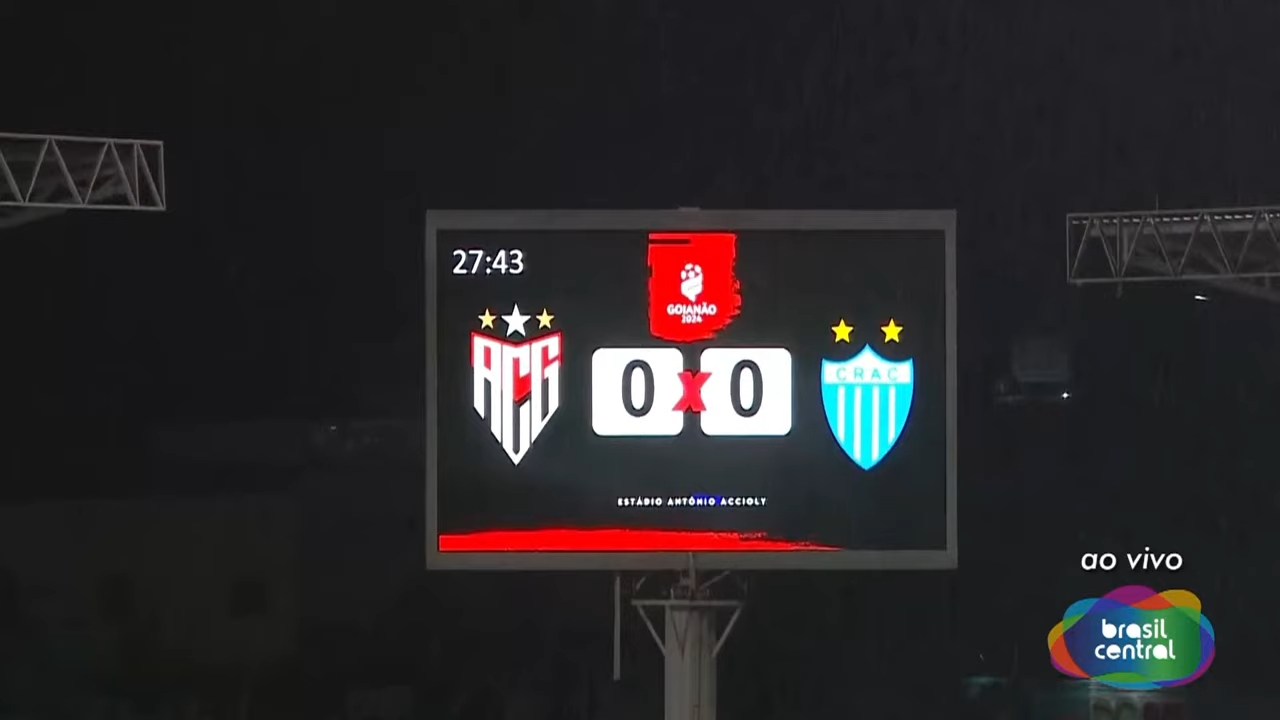 27:43
GOIANÃO
2024
ACG
0 x 0
CRAC
ESTÁDIO ANTÔNIO ACCIOLY
ao vivo
brasil
central